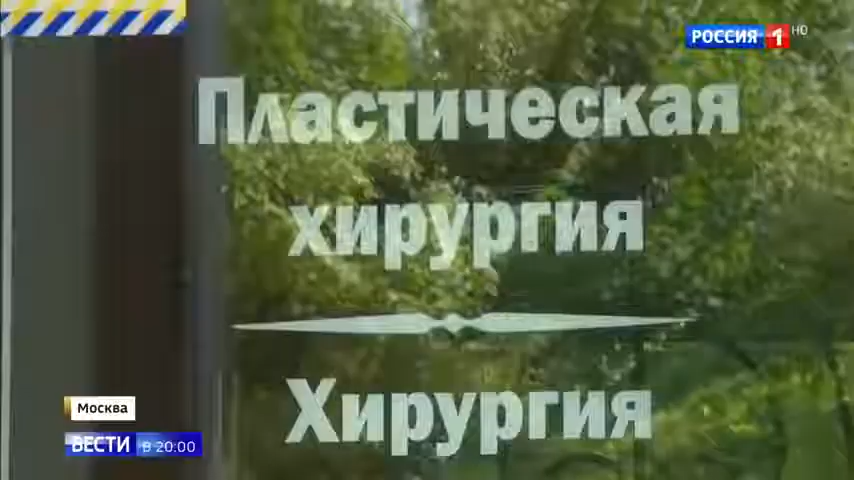 РОССИЯ 1 HD
Пластическая
хирургия
Хирургия
Москва
ВЕСТИ В 20:00